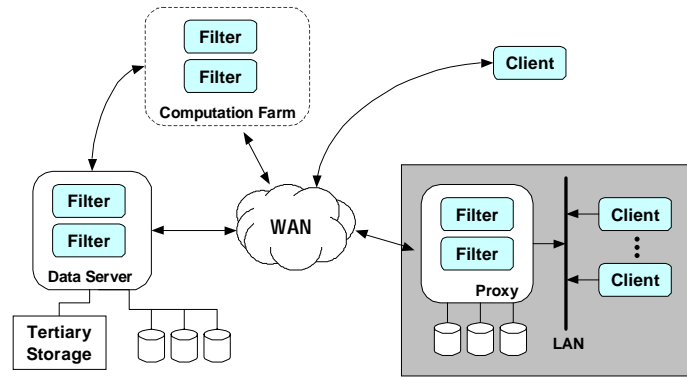 Filter
Filter
Computation Farm
Client
Filter
Filter
Data Server
WAN
Filter
Filter
Proxy
Client
Client
LAN
Tertiary
Storage